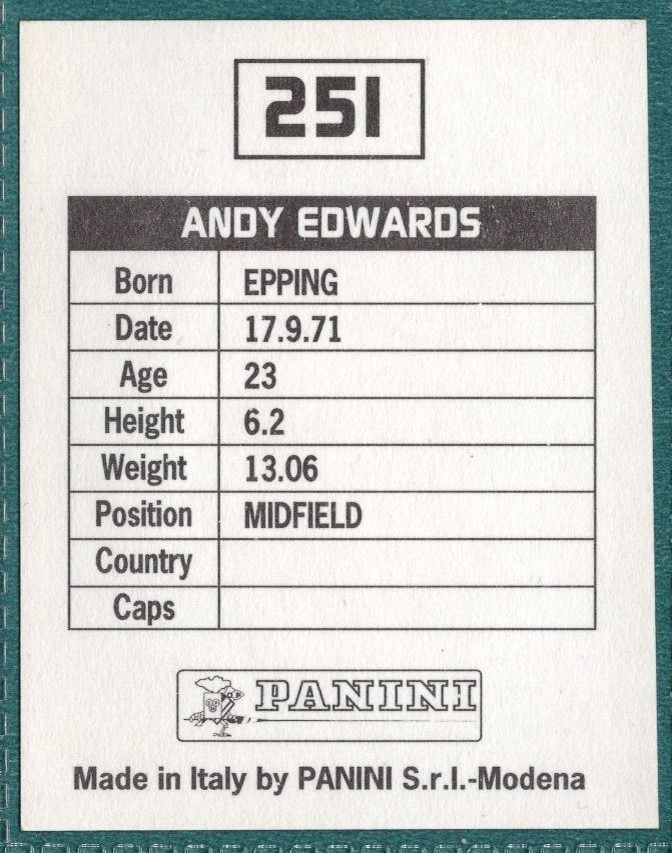 251
ANDY EDWARDS
Born EPPING
Date 17.9.71
Age 23
Height 6.2
Weight 13.06
Position MIDFIELD
Country
Caps
PANINI
Made in Italy by PANINI S.r.l.-Modena